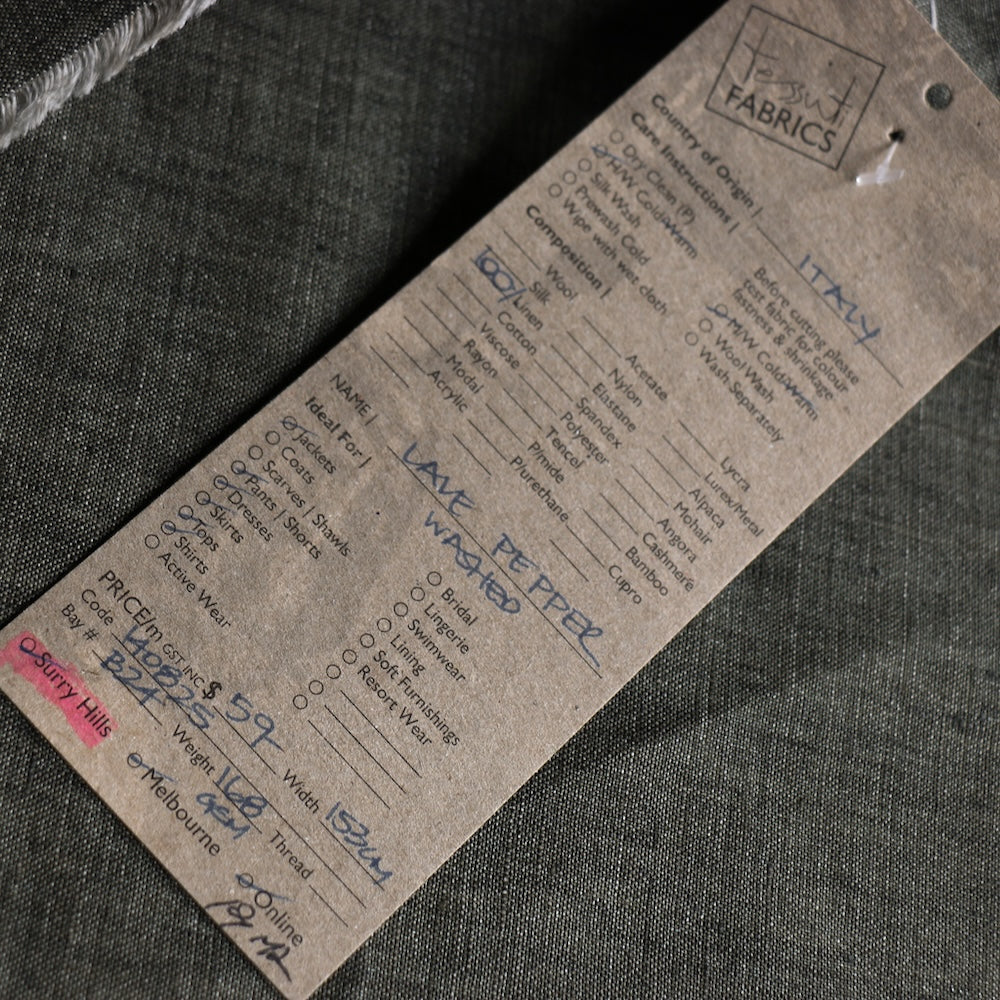 Tessuti
FABRICS
Country of Origin | ITALY
Care Instructions |
Dry Clean (P)
H/W Cold/Warm
Silk Wash
Prewash Cold
Wipe with wet cloth
Before cutting please
test fabric for colour
fastness & shrinkage
M/W Cold/Warm
Wool Wash
Wash Separately
Composition |
Wool
Silk
100/ Linen
Cotton
Viscose
Rayon
Modal
Acrylic
Acetate
Nylon
Elastane
Spandex
Polyester
Tencel
P/mide
P/urethane
Lycra
Lurex/Metal
Alpaca
Mohair
Angora
Cashmere
Bamboo
Cupro
NAME | LAVE PEPPER
WASHED
Ideal For |
Jackets
Coats
Scarves | Shawls
Pants | Shorts
Dresses
Skirts
Tops
Shirts
Active Wear
Bridal
Lingerie
Swimwear
Lining
Soft Furnishings
Resort Wear
PRICE/m GST INC $ 59-
Code 140825 Width 153cm
Bay # B24 Weight 168 GSM Thread
Surry Hills
Melbourne
Online